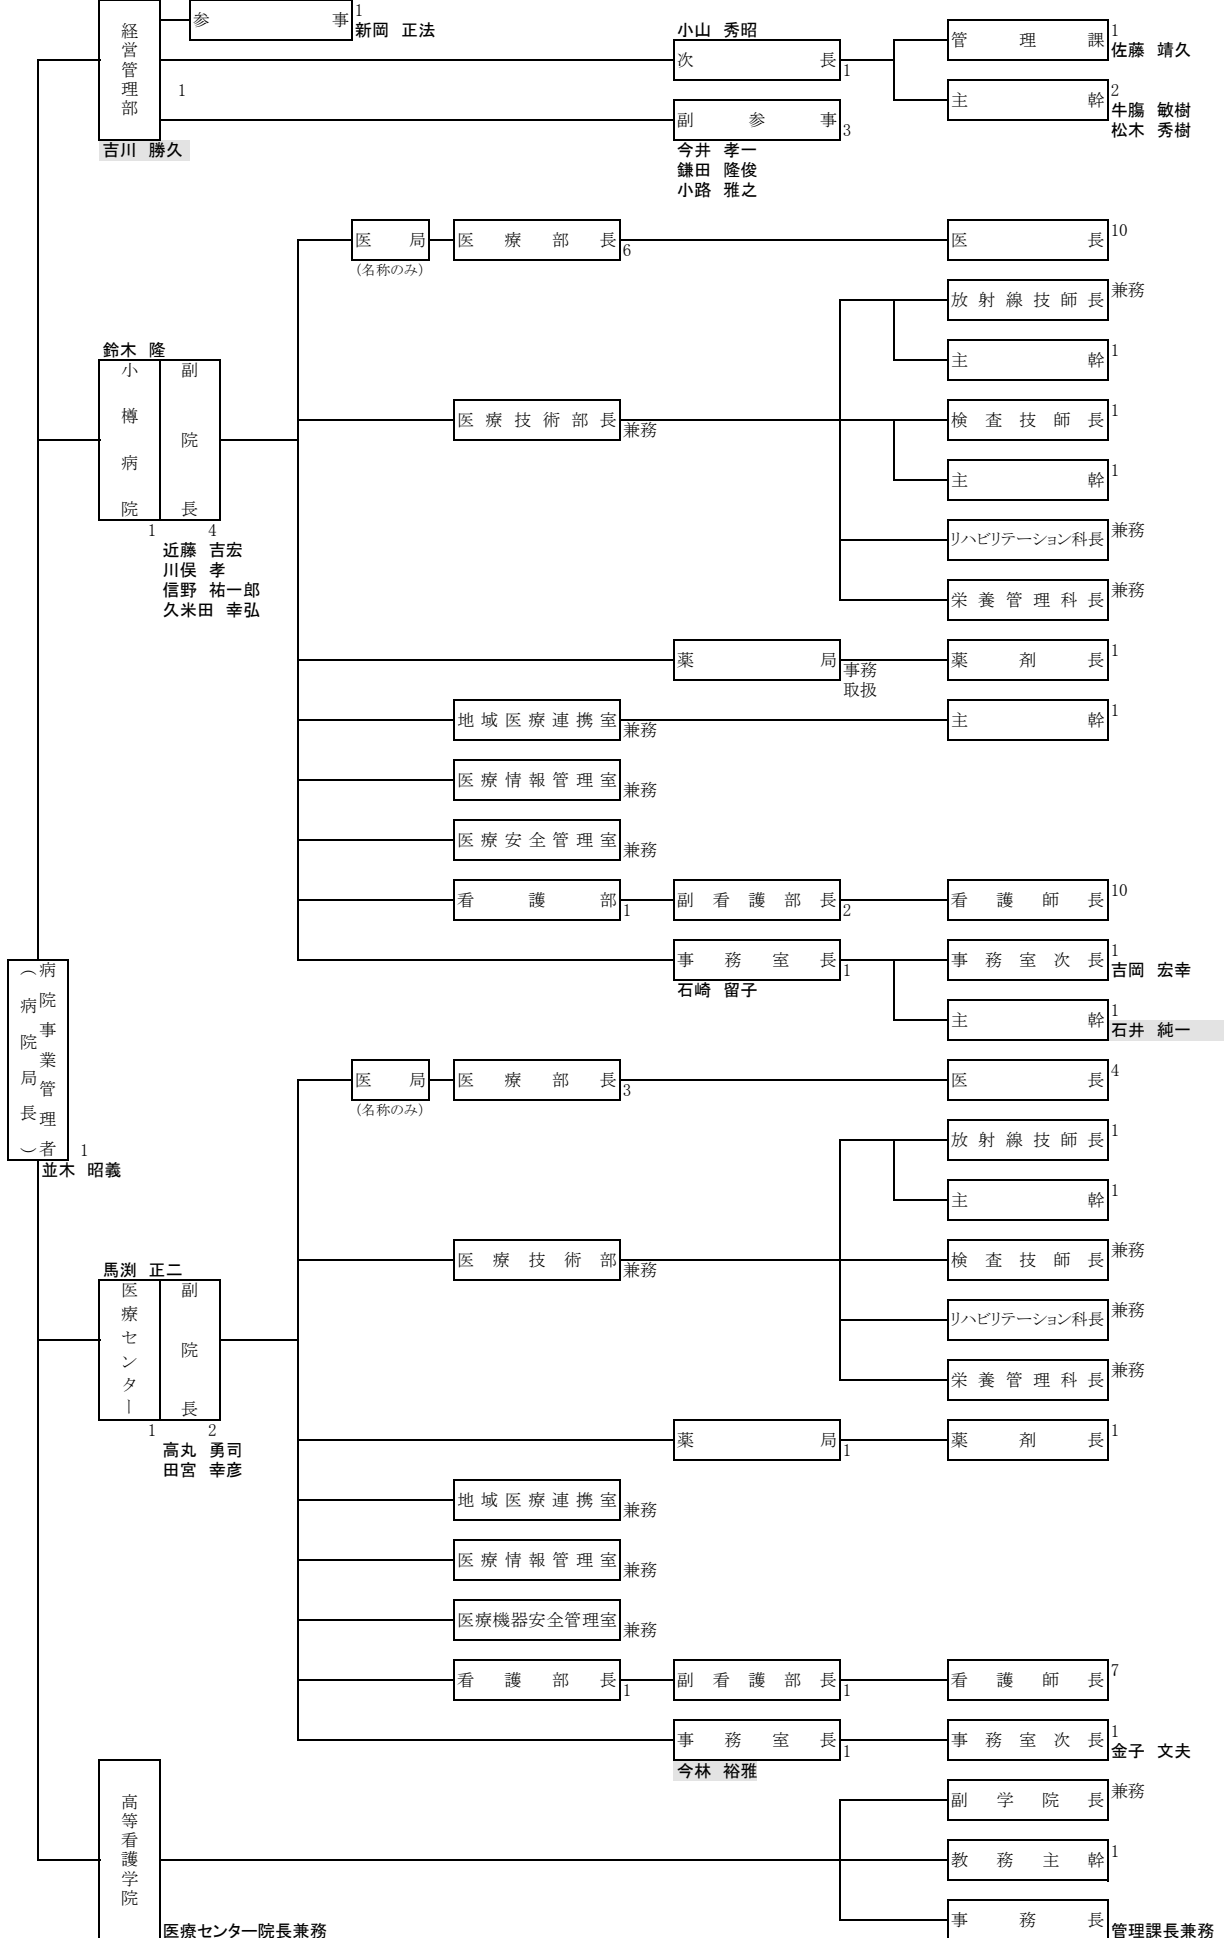 経営管理部
1
吉川 勝久
参事
1
新岡 正法
小山 秀昭
次長
1
管理課
1
佐藤 靖久
主幹
2
牛膓 敏樹
松木 秀樹
副参事
3
今井 孝一
鎌田 隆俊
小路 雅之
鈴木 隆
小樽病院
1
副院長
4
近藤 吉宏
川俣 孝
信野 祐一郎
久米田 幸弘
医局
(名称のみ)
医療部長
6
医長
10
医療技術部長
兼務
放射線技師長
兼務
主幹
1
検査技師長
1
主幹
1
リハビリテーション科長
兼務
栄養管理科長
兼務
薬局
事務
取扱
薬剤長
1
地域医療連携室
兼務
主幹
1
医療情報管理室
兼務
医療安全管理室
兼務
看護部
1
副看護部長
2
看護師長
10
事務室長
1
石崎 留子
事務室次長
1
吉岡 宏幸
主幹
1
石井 純一
病院事業管理者
(病院局長)
1
並木 昭義
馬渕 正二
医療センター
1
副院長
2
高丸 勇司
田宮 幸彦
医局
(名称のみ)
医療部長
3
医長
4
医療技術部
兼務
放射線技師長
1
主幹
1
検査技師長
兼務
リハビリテーション科長
兼務
栄養管理科長
兼務
薬局
1
薬剤長
1
地域医療連携室
兼務
医療情報管理室
兼務
医療機器安全管理室
兼務
看護部長
1
副看護部長
1
看護師長
7
事務室長
1
今林 裕雅
事務室次長
1
金子 文夫
高等看護学院
医療センター院長兼務
副学院長
兼務
教務主幹
1
事務長
管理課長兼務